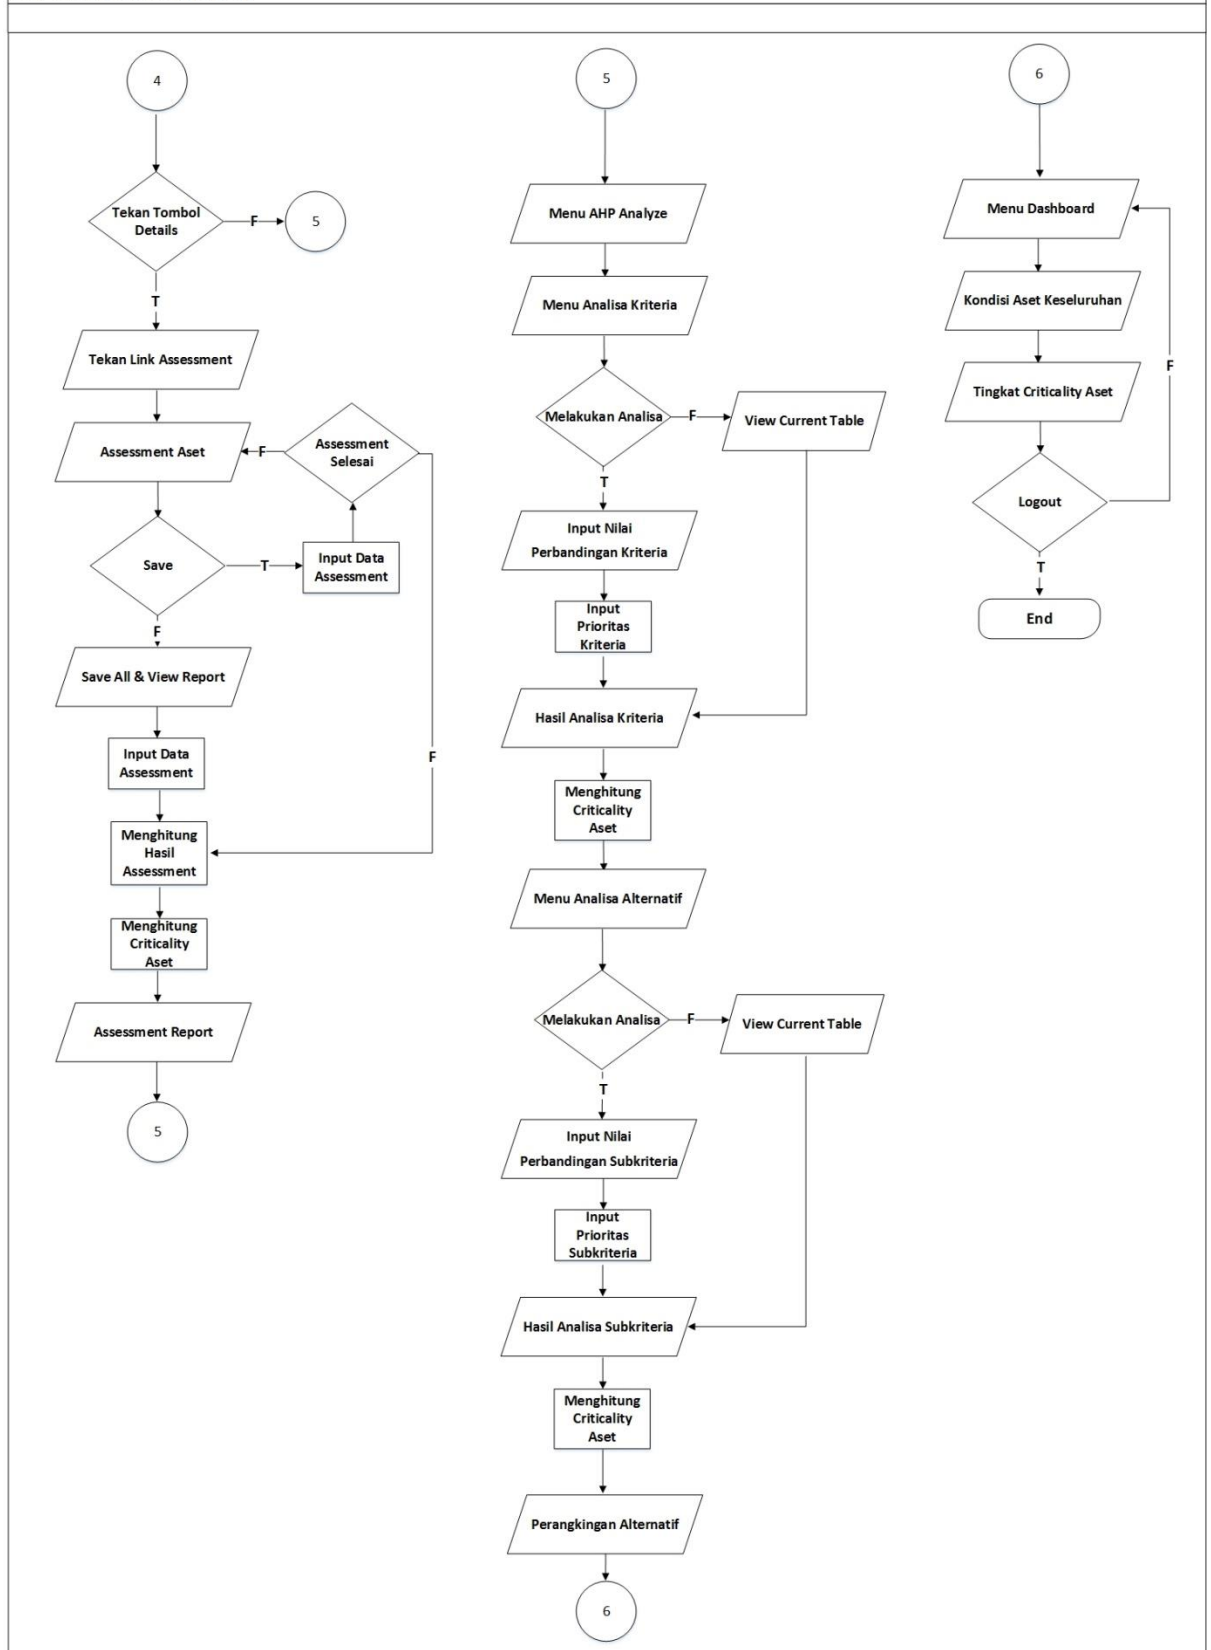 4
Tekan Tombol
Details
F
5
T
Tekan Link Assessment
Assessment Aset
F
Assessment
Selesai
Save
T
Input Data
Assessment
F
Save All & View Report
F
Input Data
Assessment
Menghitung
Hasil
Assessment
Menghitung
Criticality
Aset
Assessment Report
5
5
Menu AHP Analyze
Menu Analisa Kriteria
Melakukan Analisa
F
View Current Table
T
Input Nilai
Perbandingan Kriteria
Input
Prioritas
Kriteria
Hasil Analisa Kriteria
Menghitung
Criticality
Aset
Menu Analisa Alternatif
Melakukan Analisa
F
View Current Table
T
Input Nilai
Perbandingan Subkriteria
Input
Prioritas
Subkriteria
Hasil Analisa Subkriteria
Menghitung
Criticality
Aset
Perangkingan Alternatif
6
6
Menu Dashboard
Kondisi Aset Keseluruhan
F
Tingkat Criticality Aset
Logout
T
End